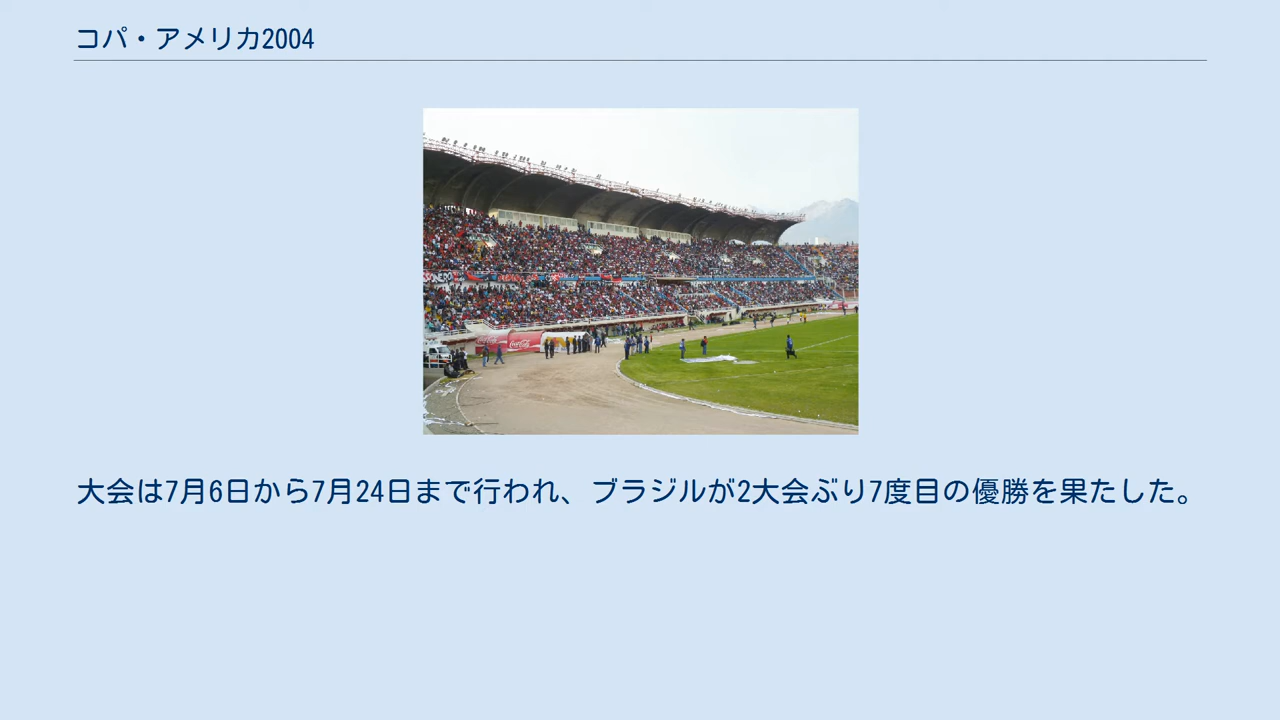 コパ・アメリカ2004
Coca-Cola
大会は7月6日から7月24日まで行われ、ブラジルが2大会ぶり7度目の優勝を果たした。